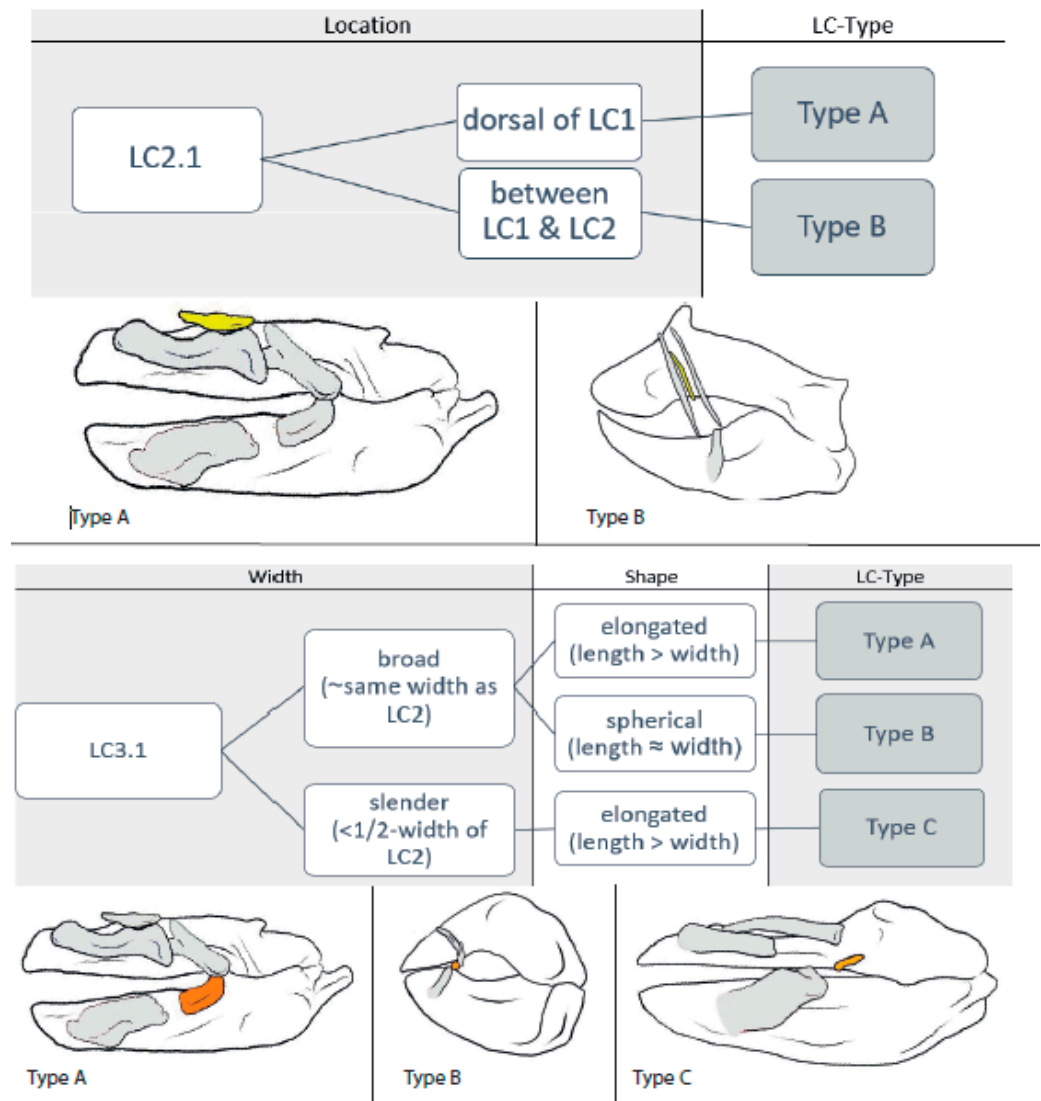 Location
LC-Type
LC2.1
dorsal of LC1
Type A
between
LC1 & LC2
Type B
Type A
Type B
Width
Shape
LC-Type
LC3.1
broad
(~same width as
LC2)
elongated
(length > width)
Type A
spherical
(length ≈ width)
Type B
slender
(<1/2-width of
LC2)
elongated
(length > width)
Type C
Type A
Type B
Type C